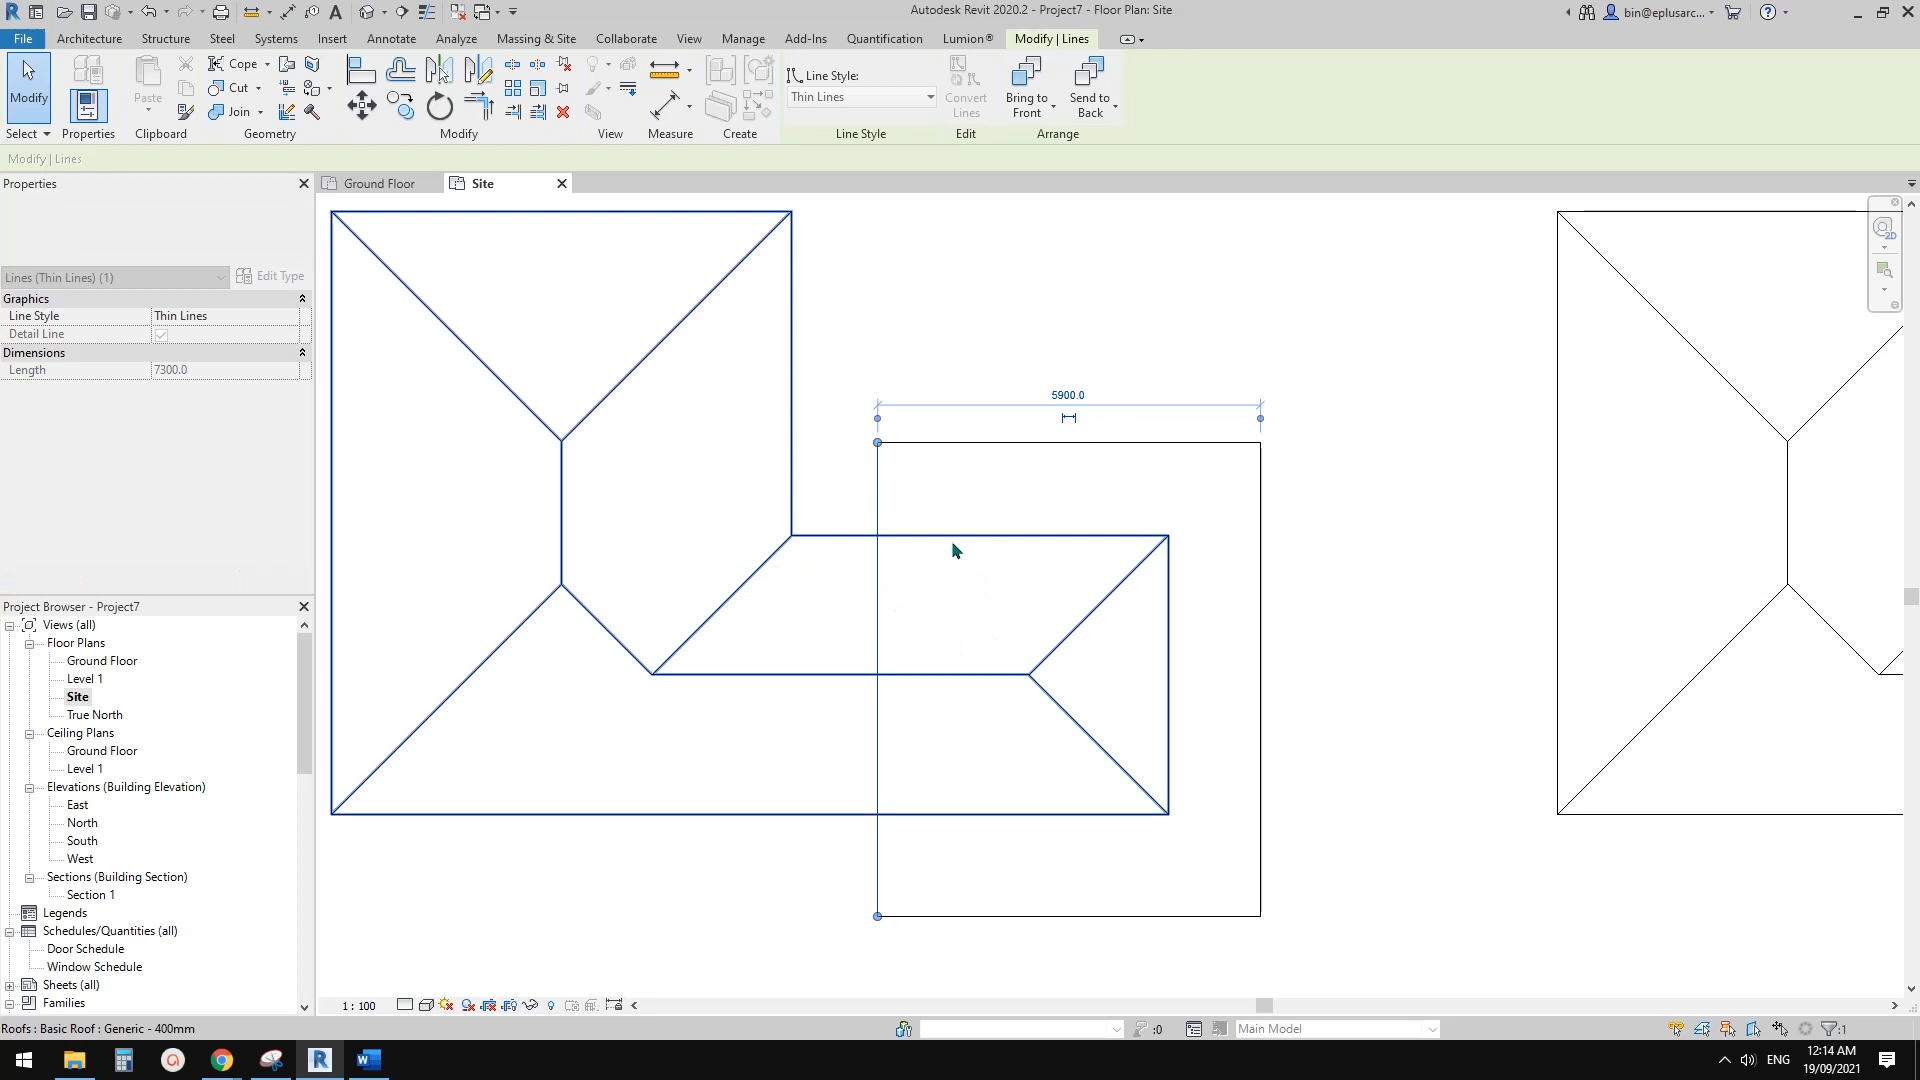 Autodesk Revit 2020.2 - Project7 - Floor Plan: Site
bin@eplusarc...
File Architecture Structure Steel Systems Insert Annotate Analyze Massing & Site Collaborate View Manage Add-Ins Quantification Lumion® Modify | Lines
Modify
Paste
Cope
Cut
Join
Line Style:
Thin Lines
Convert Lines
Bring to Front
Send to Back
Select Properties Clipboard Geometry Modify View Measure Create Line Style Edit Arrange
Modify | Lines
Properties
Ground Floor
Site
Lines (Thin Lines) (1)
Edit Type
Graphics
Line Style Thin Lines
Detail Line
Dimensions
Length 7300.0
5900.0
2D
Project Browser - Project7
Views (all)
Floor Plans
Ground Floor
Level 1
Site
True North
Ceiling Plans
Ground Floor
Level 1
Elevations (Building Elevation)
East
North
South
West
Sections (Building Section)
Section 1
Legends
Schedules/Quantities (all)
Door Schedule
Window Schedule
Sheets (all)
Families
1 : 100
Roofs : Basic Roof : Generic - 400mm
:0
Main Model
:1
ENG
12:14 AM
19/09/2021